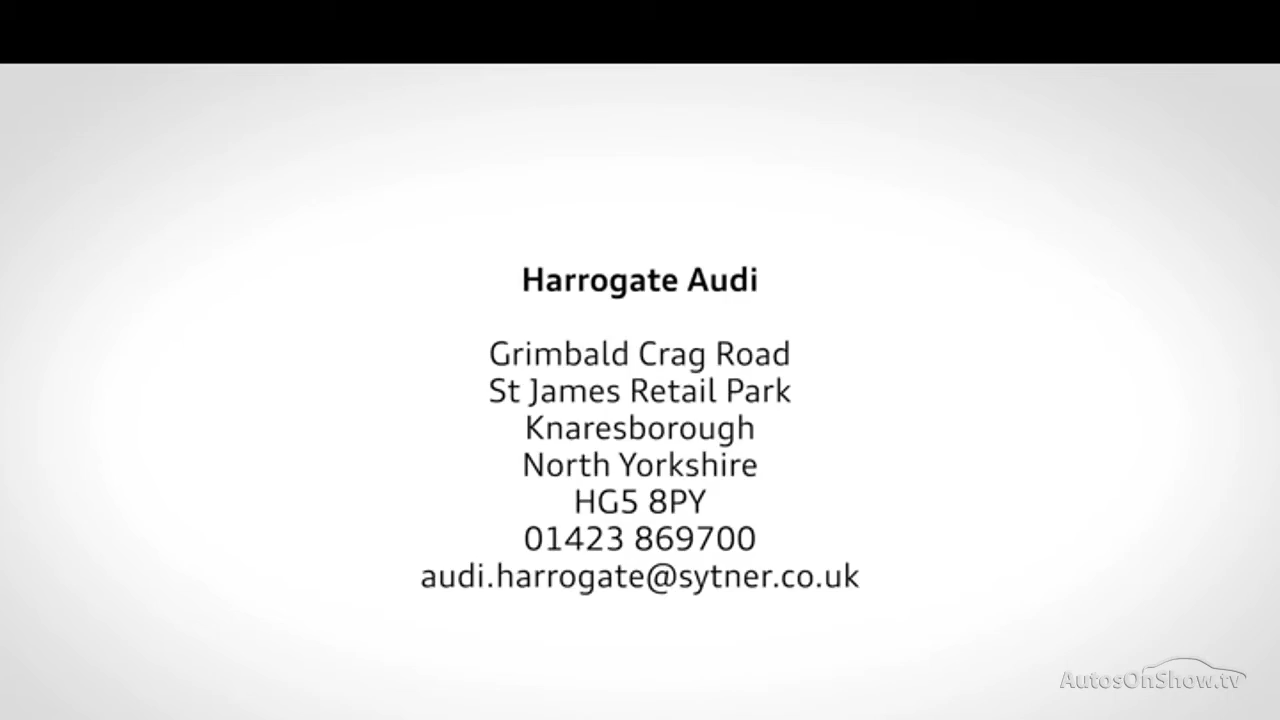 Harrogate Audi
Grimbald Crag Road
St James Retail Park
Knaresborough
North Yorkshire
HG5 8PY
01423 869700
audi.harrogate@sytner.co.uk
AutosOnShow.tv